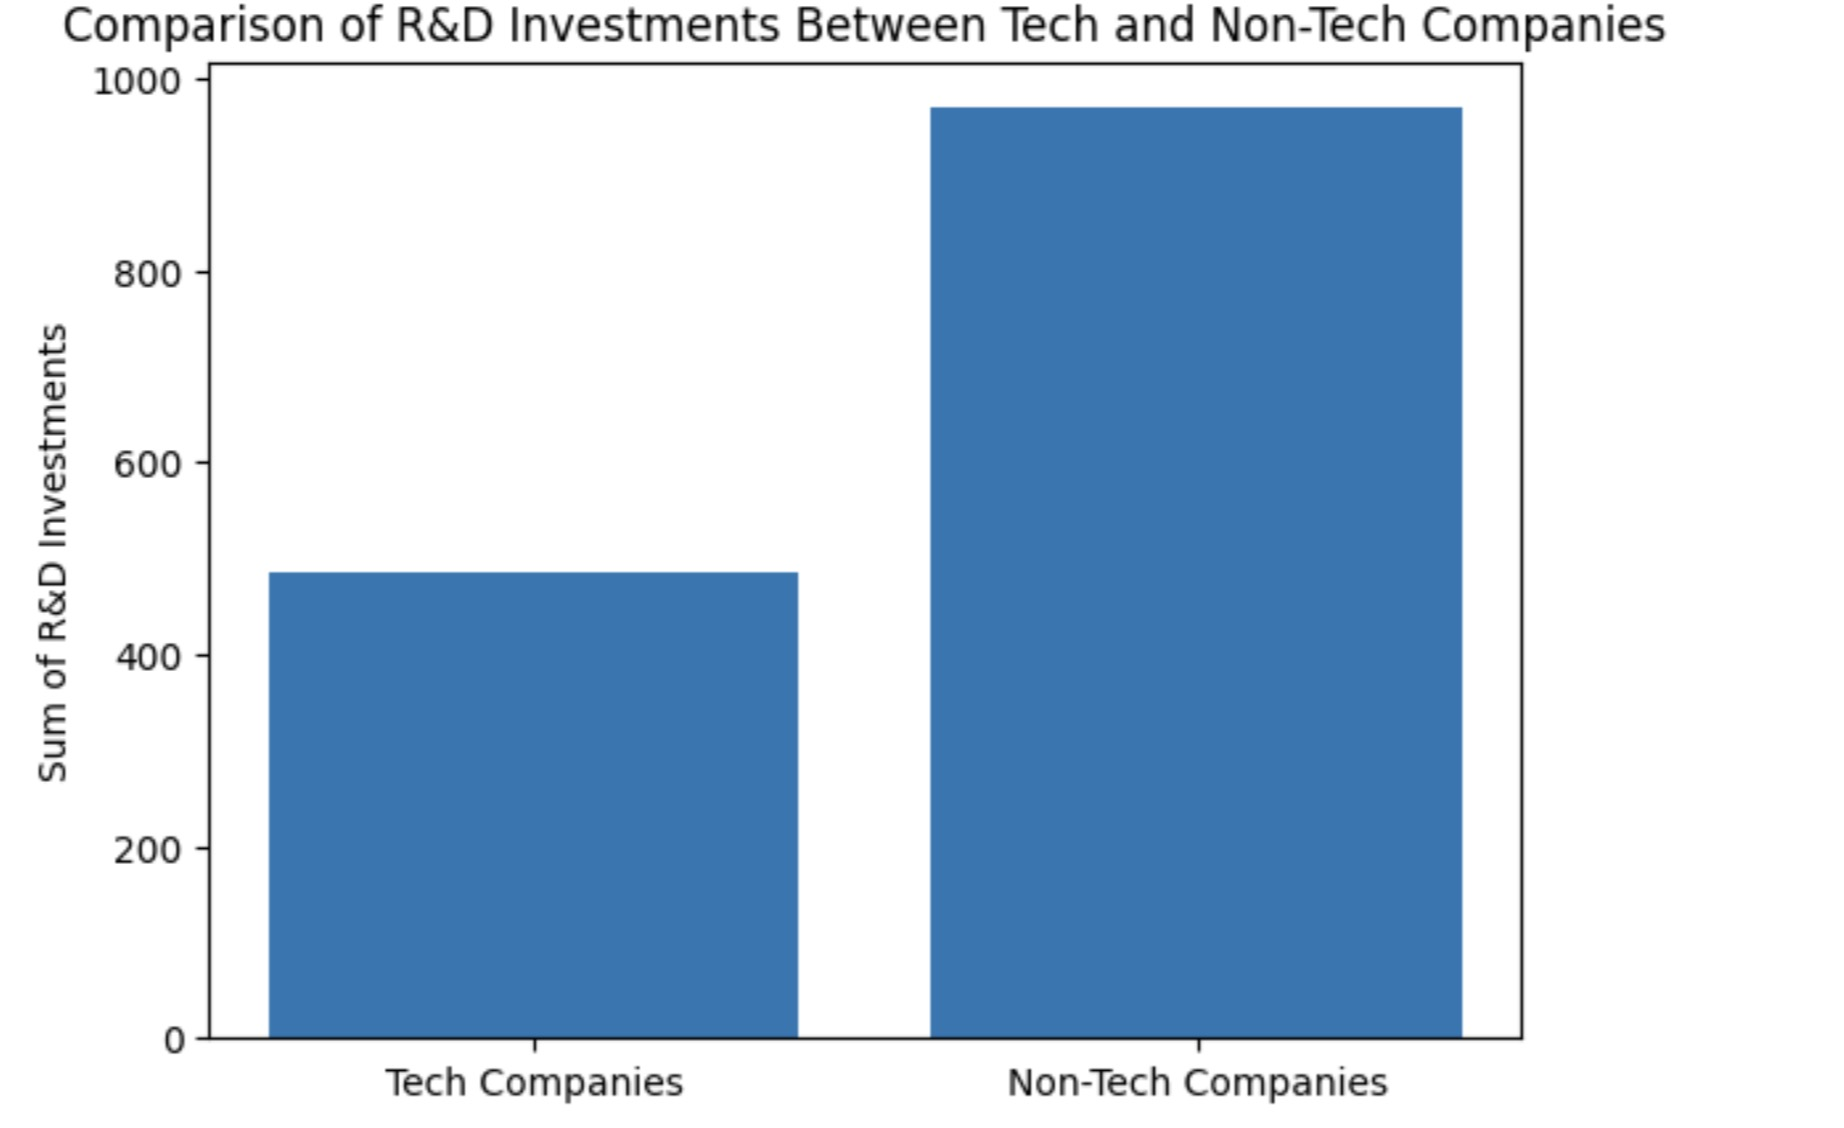 Comparison of R&D Investments Between Tech and Non-Tech Companies
1000
800
600
400
200
0
Sum of R&D Investments
Tech Companies
Non-Tech Companies